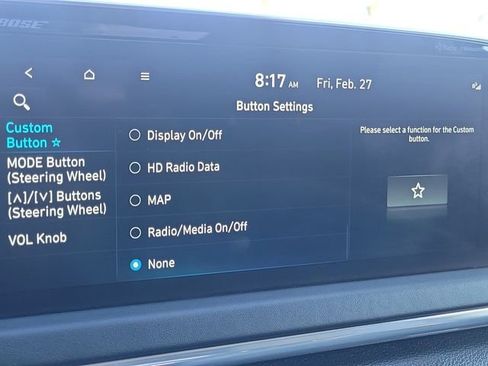 BOSE
8:17 AM Fri, Feb. 27
Button Settings
Custom
Button ☆
MODE Button
(Steering Wheel)
[∧]/[∨] Buttons
(Steering Wheel)
VOL Knob
Display On/Off
HD Radio Data
MAP
Radio/Media On/Off
None
Please select a function for the Custom
button.